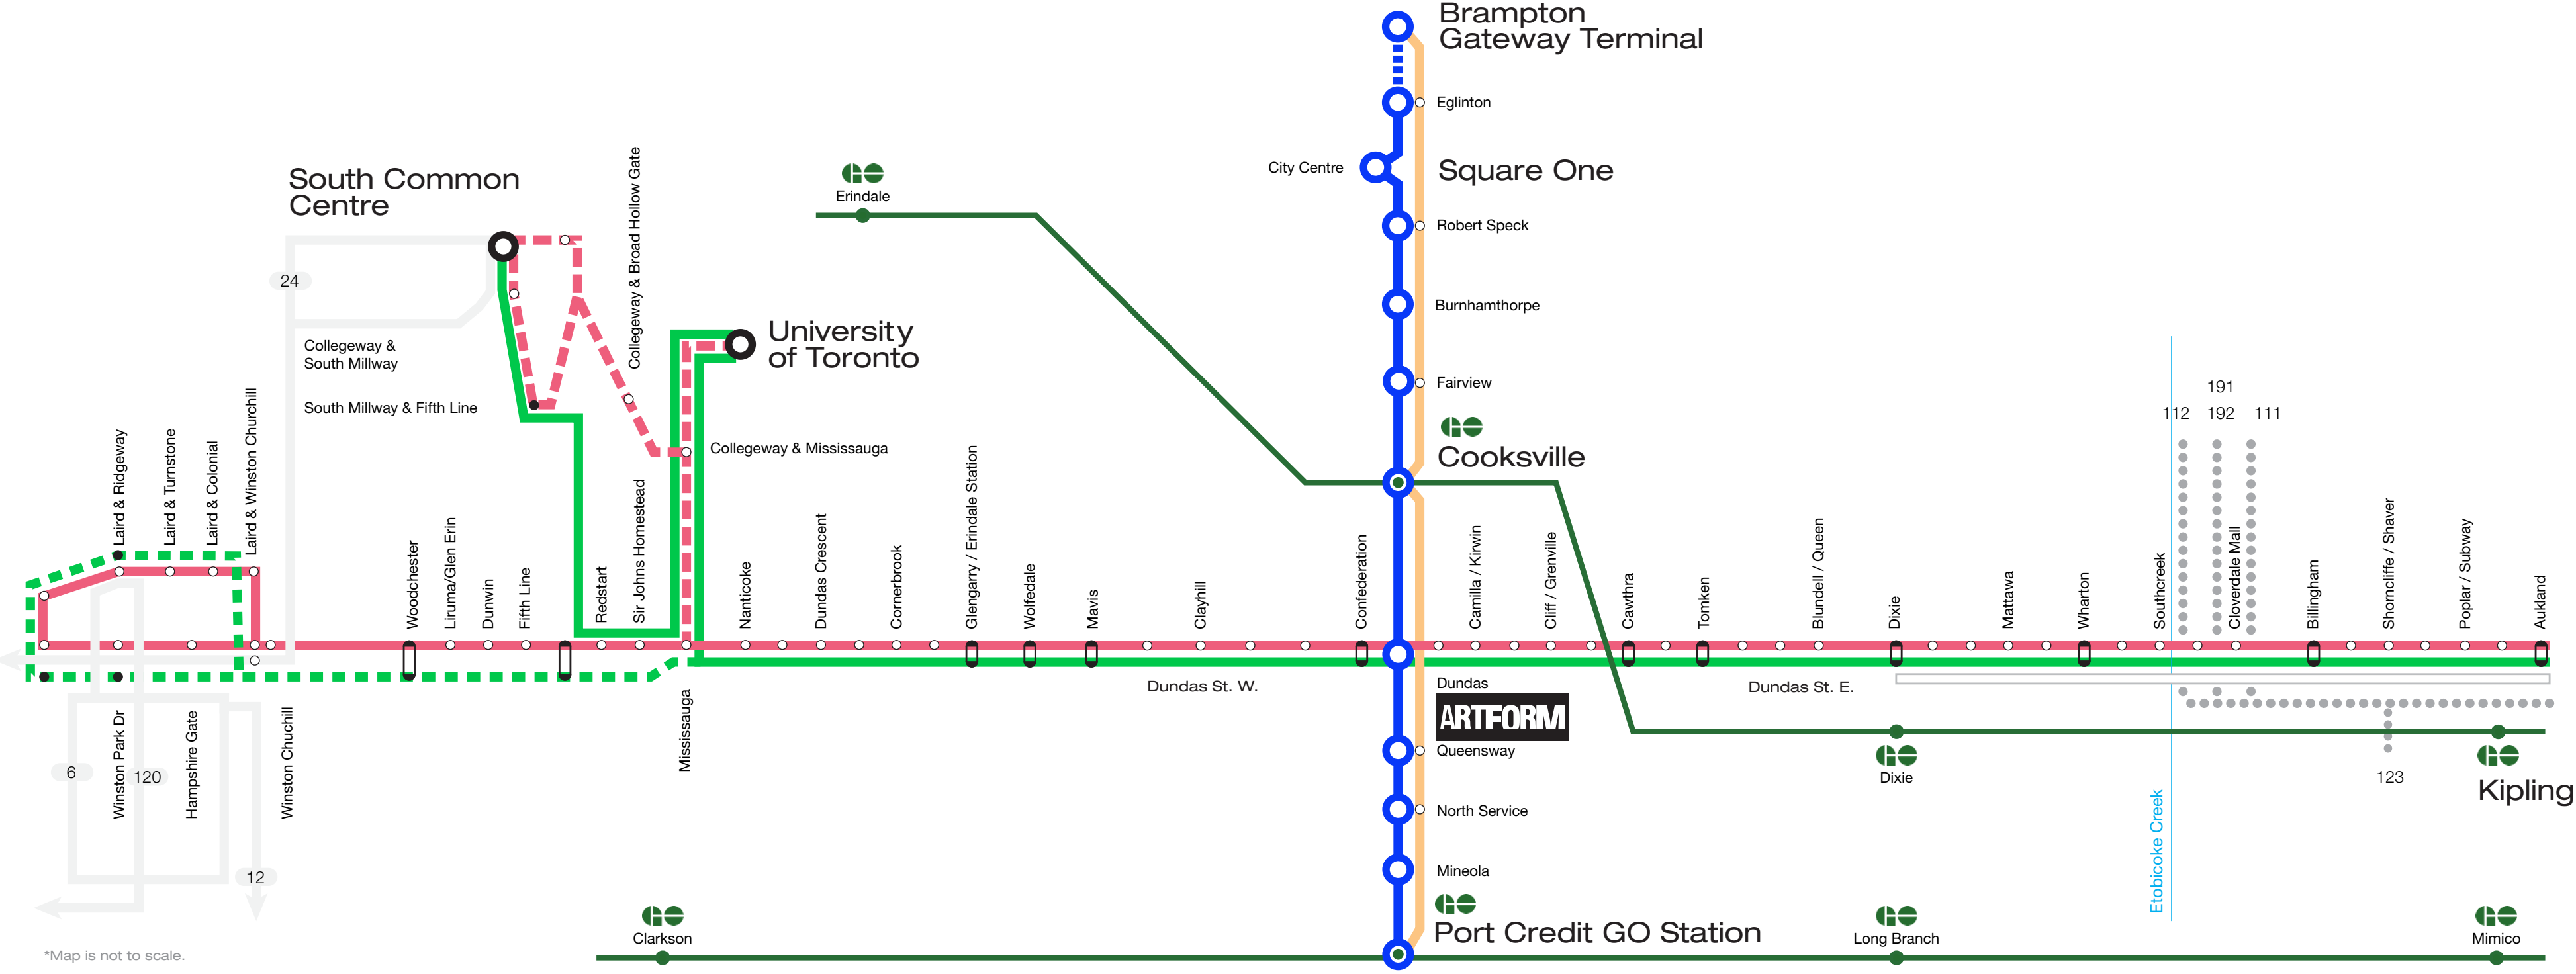 Brampton
Gateway Terminal
Eglinton
City Centre
Square One
Robert Speck
Burnhamthorpe
Fairview
Cooksville
Erindale
South Common
Centre
24
Collegeway &
South Millway
South Millway & Fifth Line
Collegeway & Broad Hollow Gate
University
of Toronto
Collegeway & Mississauga
191
112
192
111
Laird & Ridgeway
Laird & Turnstone
Laird & Colonial
Laird & Winston Churchill
Woodchester
Liruma/Glen Erin
Dunwin
Fifth Line
Redstart
Sir Johns Homestead
Nanticoke
Dundas Crescent
Cornerbrook
Glengarry / Erindale Station
Wolfedale
Mavis
Clayhill
Confederation
Camilla / Kirwin
Cliff / Grenville
Cawthra
Tomken
Blundell / Queen
Dixie
Mattawa
Wharton
Southcreek
Cloverdale Mall
Billingham
Shorncliffe / Shaver
Poplar / Subway
Aukland
Dundas St. W.
Dundas
Dundas St. E.
ARTFORM
Queensway
North Service
Mineola
Winston Park Dr
Hampshire Gate
Winston Chuchill
Mississauga
6
120
12
Dixie
Kipling
123
Etobicoke Creek
Clarkson
Port Credit GO Station
Long Branch
Mimico
*Map is not to scale.